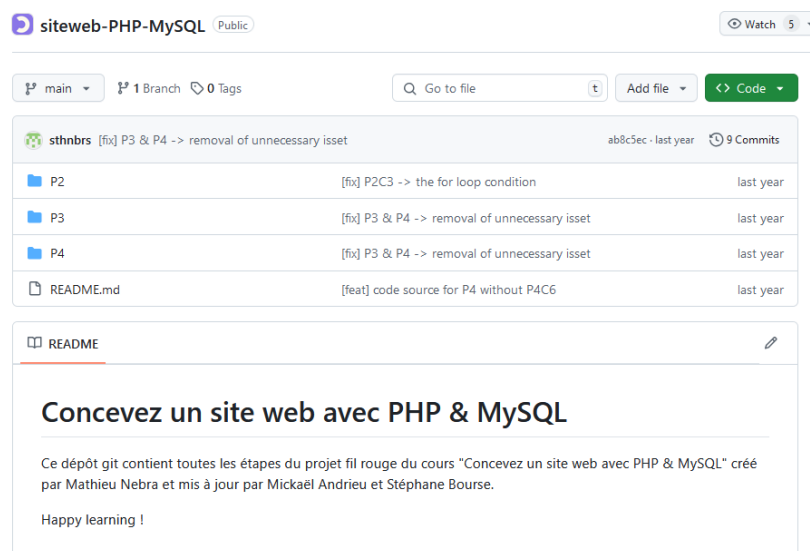 siteweb-PHP-MySQL Public Watch 5
main 1 Branch 0 Tags Go to file t Add file Code
sthnbrs [fix] P3 & P4 -> removal of unnecessary isset ab8c5ec · last year 9 Commits
P2 [fix] P2C3 -> the for loop condition last year
P3 [fix] P3 & P4 -> removal of unnecessary isset last year
P4 [fix] P3 & P4 -> removal of unnecessary isset last year
README.md [feat] code source for P4 without P4C6 last year
README
Concevez un site web avec PHP & MySQL
Ce dépôt git contient toutes les étapes du projet fil rouge du cours "Concevez un site web avec PHP & MySQL" créé
par Mathieu Nebra et mis à jour par Mickaël Andrieu et Stéphane Bourse.
Happy learning !